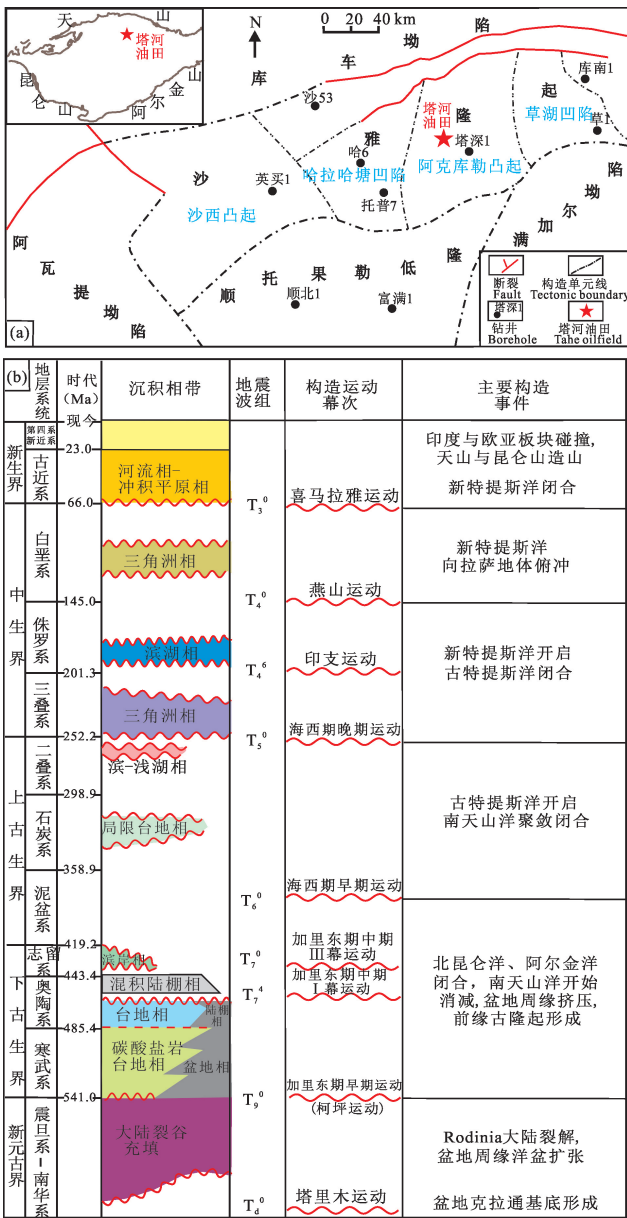 天 山
塔河
油田
昆 仑 山
阿 尔 金 山
N
0 20 40 km
库 车 坳 陷
沙53
库南1
起
草湖凹陷
草1
塔河
油田
隆
塔深1
雅
哈6
哈拉哈塘凹陷
阿克库勒凸起
沙
英买1
托普7
沙西凸起
阿 瓦 提 坳 陷
顺 托 果 勒 低 隆
满 加 尔 坳
顺北1
富满1
断裂
Fault
构造单元线
Tectonic boundary
塔深1
钻井
Borehole
塔河油田
Tahe oilfield
(a)
(b)
地层系统
时代
(Ma)
现今
沉积相带
地震
波组
构造运动
幕次
主要构造
事件
新生界
第四系
新近系
23.0
古近系
河流相-
冲积平原相
66.0
T₃⁰
喜马拉雅运动
印度与欧亚板块碰撞,
天山与昆仑山造山
新特提斯洋闭合
中生界
白垩系
三角洲相
145.0
T₄⁰
燕山运动
新特提斯洋
向拉萨地体俯冲
侏罗系
滨湖相
201.3
T₄⁶
印支运动
新特提斯洋开启
古特提斯洋闭合
三叠系
三角洲相
252.2
T₅⁰
海西期晚期运动
上古生界
二叠系
滨-浅湖相
298.9
石炭系
局限台地相
358.9
古特提斯洋开启
南天山洋聚敛闭合
泥盆系
T₆⁰
海西期早期运动
419.2
下古生界
志留系
滨岸相
443.4
T₇⁰
加里东期中期
Ⅲ幕运动
奥陶系
混积陆棚相
T₇⁴
加里东期中期
Ⅰ幕运动
台地相
陆棚相
485.4
北昆仑洋、阿尔金洋
闭合，南天山洋开始
消减,盆地周缘挤压,
前缘古隆起形成
寒武系
碳酸盐岩
台地相
盆地相
541.0
T₉⁰
加里东期早期运动
(柯坪运动)
新元古界
震旦系-南华系
大陆裂谷
充填
Rodinia大陆裂解,
盆地周缘洋盆扩张
T_d⁰
塔里木运动
盆地克拉通基底形成